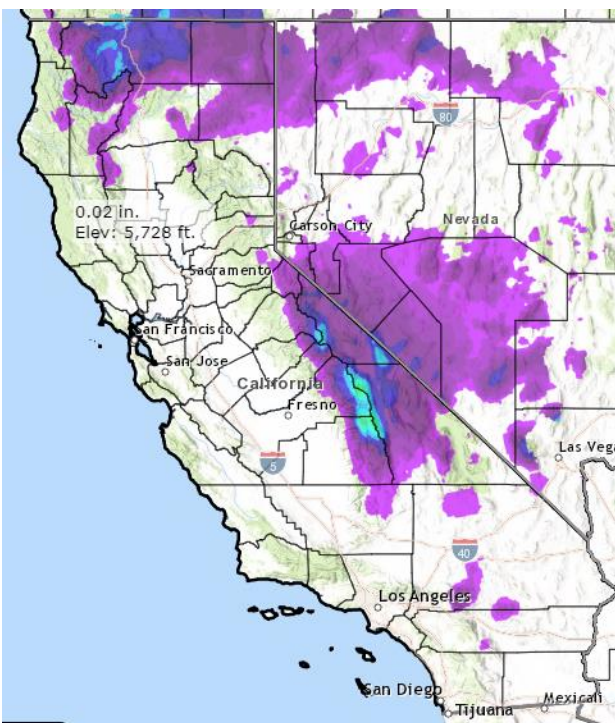 80
0.02 in.
Elev: 5,728 ft.
Carson City
Nevada
Sacramento
San Francisco
San Jose
California
Fresno
5
Las Vega
40
Los Angeles
San Diego
Tijuana
Mexicali